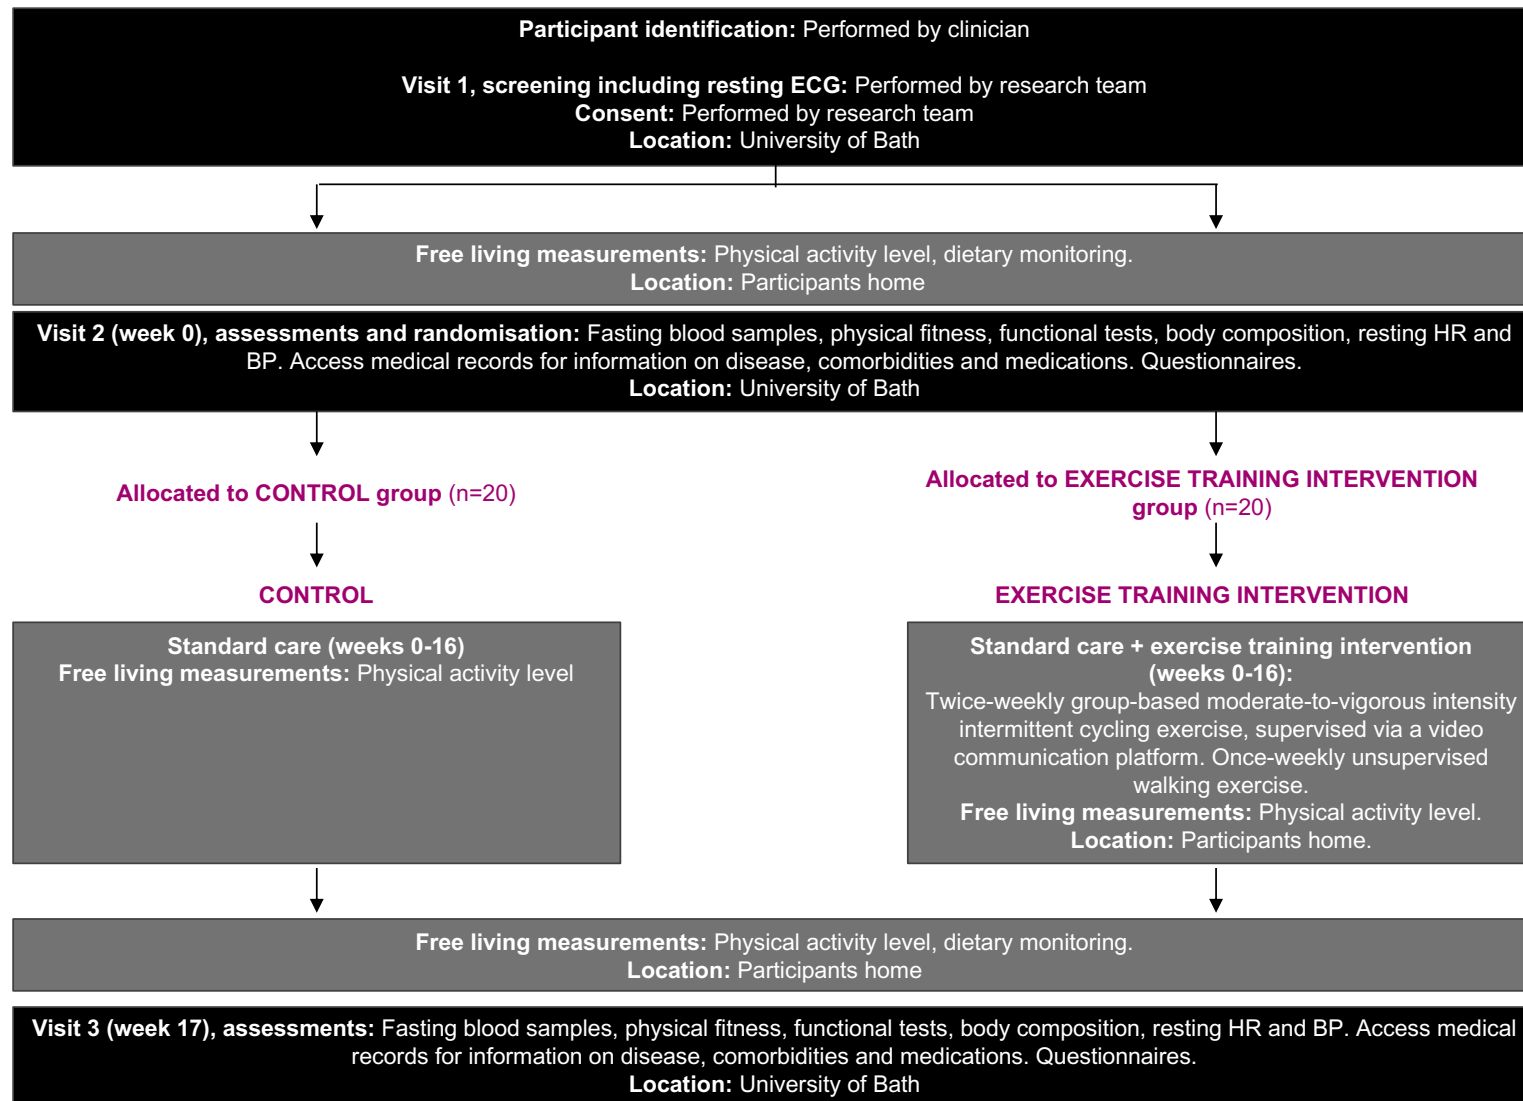 Participant identification: Performed by clinician
Visit 1, screening including resting ECG: Performed by research team
Consent: Performed by research team
Location: University of Bath
Free living measurements: Physical activity level, dietary monitoring.
Location: Participants home
Visit 2 (week 0), assessments and randomisation: Fasting blood samples, physical fitness, functional tests, body composition, resting HR and
BP. Access medical records for information on disease, comorbidities and medications. Questionnaires.
Location: University of Bath
Allocated to CONTROL group (n=20)
CONTROL
Standard care (weeks 0-16)
Free living measurements: Physical activity level
Allocated to EXERCISE TRAINING INTERVENTION
group (n=20)
EXERCISE TRAINING INTERVENTION
Standard care + exercise training intervention
(weeks 0-16):
Twice-weekly group-based moderate-to-vigorous intensity
intermittent cycling exercise, supervised via a video
communication platform. Once-weekly unsupervised
walking exercise.
Free living measurements: Physical activity level.
Location: Participants home.
Free living measurements: Physical activity level, dietary monitoring.
Location: Participants home
Visit 3 (week 17), assessments: Fasting blood samples, physical fitness, functional tests, body composition, resting HR and BP. Access medical
records for information on disease, comorbidities and medications. Questionnaires.
Location: University of Bath